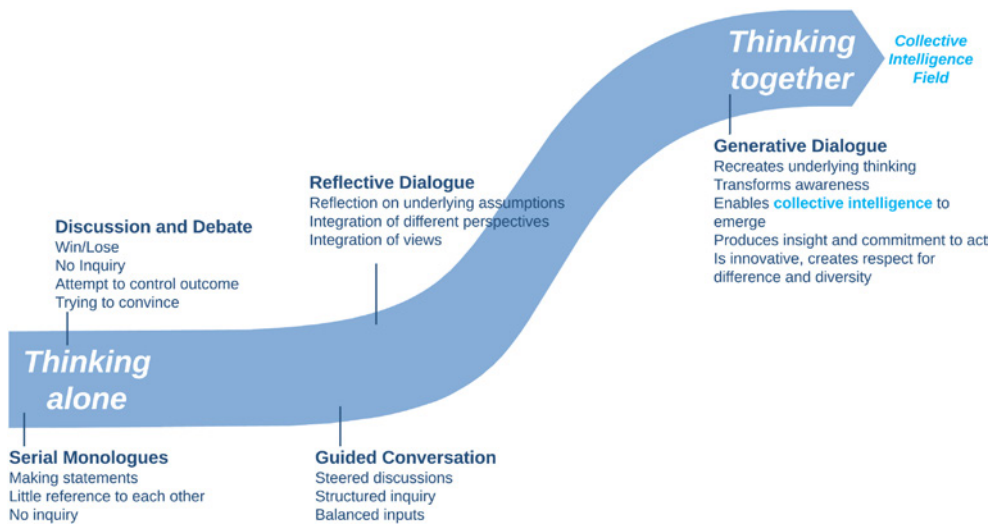 Thinking
together
Collective
Intelligence
Field
Generative Dialogue
Recreates underlying thinking
Transforms awareness
Enables collective intelligence to
emerge
Produces insight and commitment to act
Is innovative, creates respect for
difference and diversity
Reflective Dialogue
Reflection on underlying assumptions
Integration of different perspectives
Integration of views
Discussion and Debate
Win/Lose
No Inquiry
Attempt to control outcome
Trying to convince
Thinking
alone
Serial Monologues
Making statements
Little reference to each other
No inquiry
Guided Conversation
Steered discussions
Structured inquiry
Balanced inputs